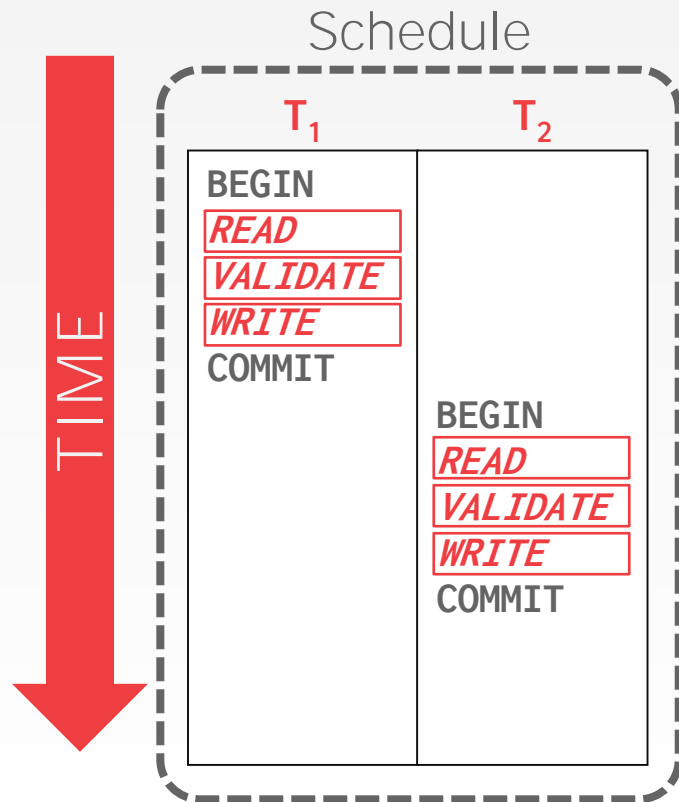 Schedule
TIME
T₁ T₂
BEGIN
READ
VALIDATE
WRITE
COMMIT
BEGIN
READ
VALIDATE
WRITE
COMMIT